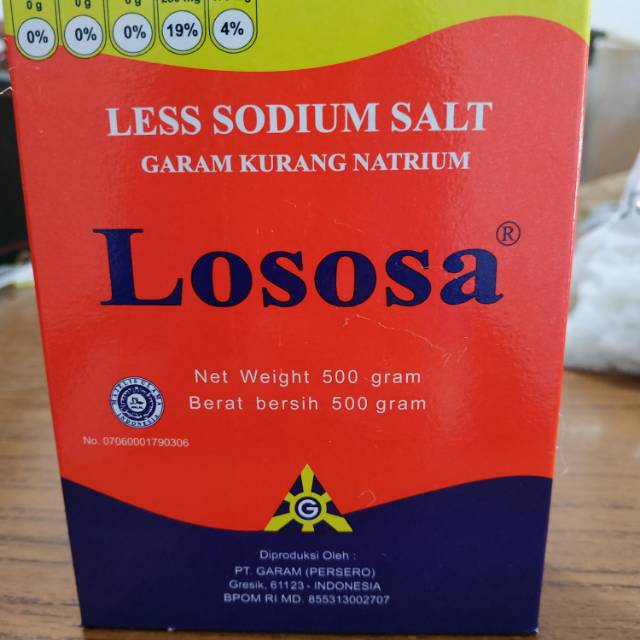 0% 0% 0% 19% 4%
LESS SODIUM SALT
GARAM KURANG NATRIUM
Lososa®
Net Weight 500 gram
Berat bersih 500 gram
No. 07060001790306
G
Diproduksi Oleh :
PT. GARAM (PERSERO)
Gresik, 61123 - INDONESIA
BPOM RI MD. 855313002707